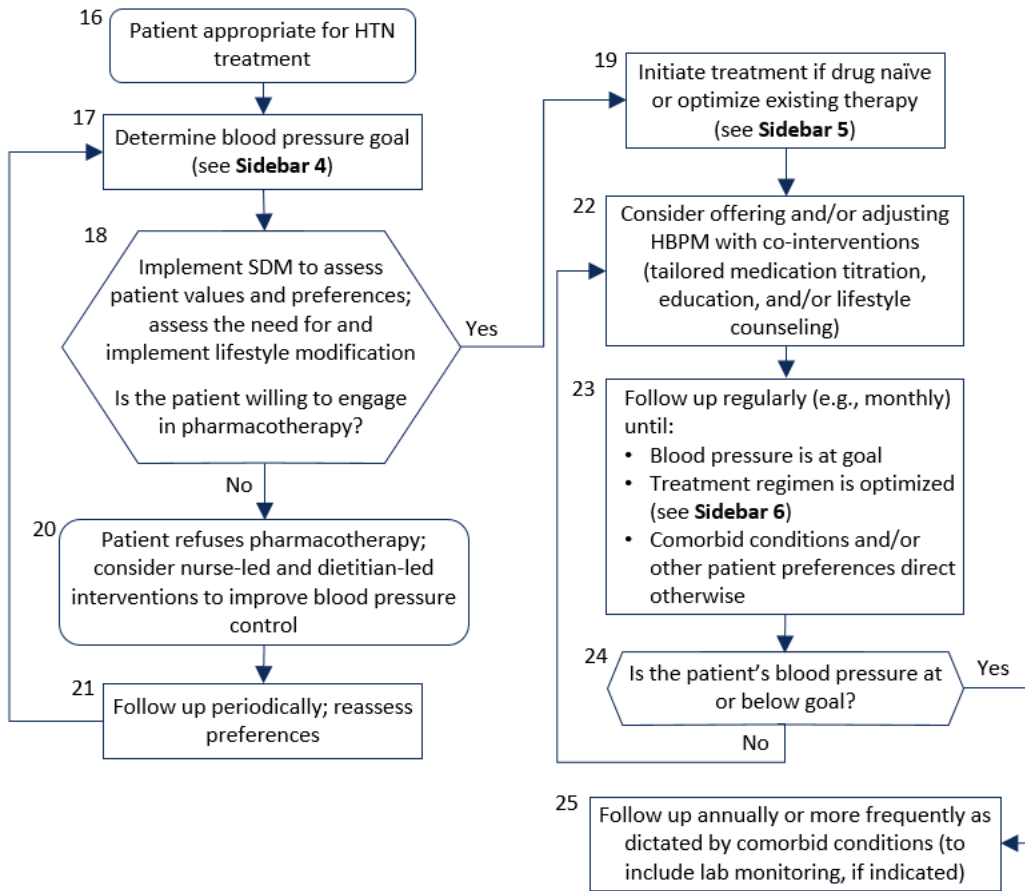 16
Patient appropriate for HTN
treatment
17
Determine blood pressure goal
(see Sidebar 4)
18
Implement SDM to assess
patient values and preferences;
assess the need for and
implement lifestyle modification
Is the patient willing to engage
in pharmacotherapy?
Yes
No
20
Patient refuses pharmacotherapy;
consider nurse-led and dietitian-led
interventions to improve blood pressure
control
21
Follow up periodically; reassess
preferences
19
Initiate treatment if drug naïve
or optimize existing therapy
(see Sidebar 5)
22
Consider offering and/or adjusting
HBPM with co-interventions
(tailored medication titration,
education, and/or lifestyle
counseling)
23
Follow up regularly (e.g., monthly)
until:
• Blood pressure is at goal
• Treatment regimen is optimized
(see Sidebar 6)
• Comorbid conditions and/or
other patient preferences direct
otherwise
24
Is the patient’s blood pressure at
or below goal?
Yes
No
25
Follow up annually or more frequently as
dictated by comorbid conditions (to
include lab monitoring, if indicated)